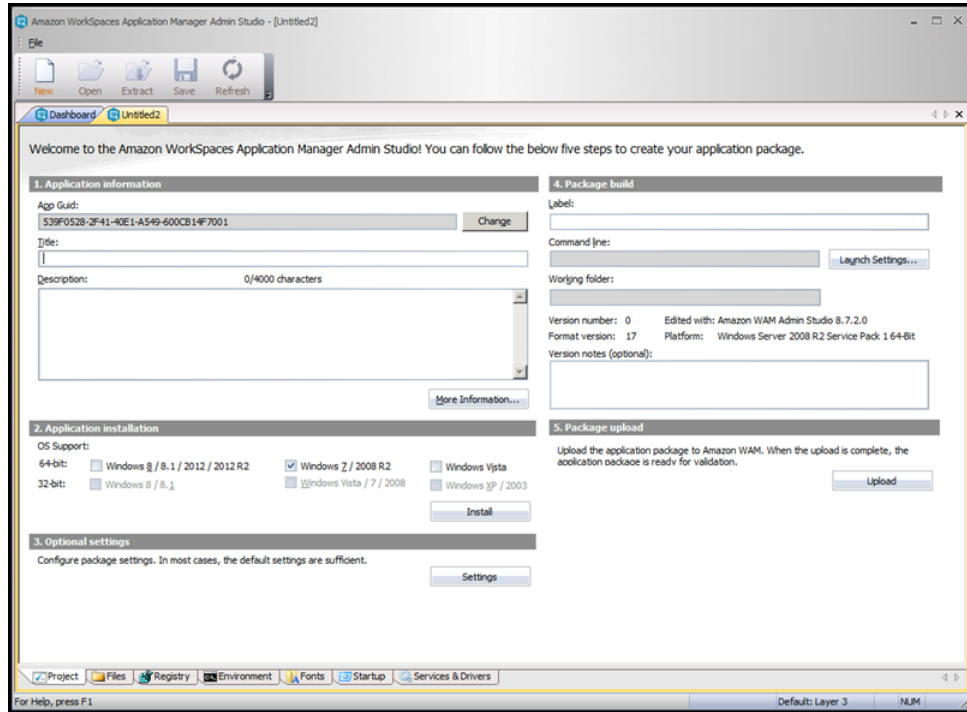 Amazon WorkSpaces Application Manager Admin Studio - [Untitled2]
File
New Open Extract Save Refresh
Dashboard Untitled2
Welcome to the Amazon WorkSpaces Application Manager Admin Studio! You can follow the below five steps to create your application package.
1. Application information
App Guid:
539F0528-2F41-40E1-A549-600CB14F7001
Change
Title:
Description: 0/4000 characters
More Information...
2. Application installation
OS Support:
64-bit: Windows 8 / 8.1 / 2012 / 2012 R2 Windows 7 / 2008 R2 Windows Vista
32-bit: Windows 8 / 8.1 Windows Vista / 7 / 2008 Windows XP / 2003
Install
3. Optional settings
Configure package settings. In most cases, the default settings are sufficient.
Settings
4. Package build
Label:
Command line:
Launch Settings...
Working folder:
Version number: 0 Edited with: Amazon WAM Admin Studio 8.7.2.0
Format version: 17 Platform: Windows Server 2008 R2 Service Pack 1 64-Bit
Version notes (optional):
5. Package upload
Upload the application package to Amazon WAM. When the upload is complete, the
application package is ready for validation.
Upload
Project Files Registry Environment Fonts Startup Services & Drivers
For Help, press F1 Default: Layer 3 NUM